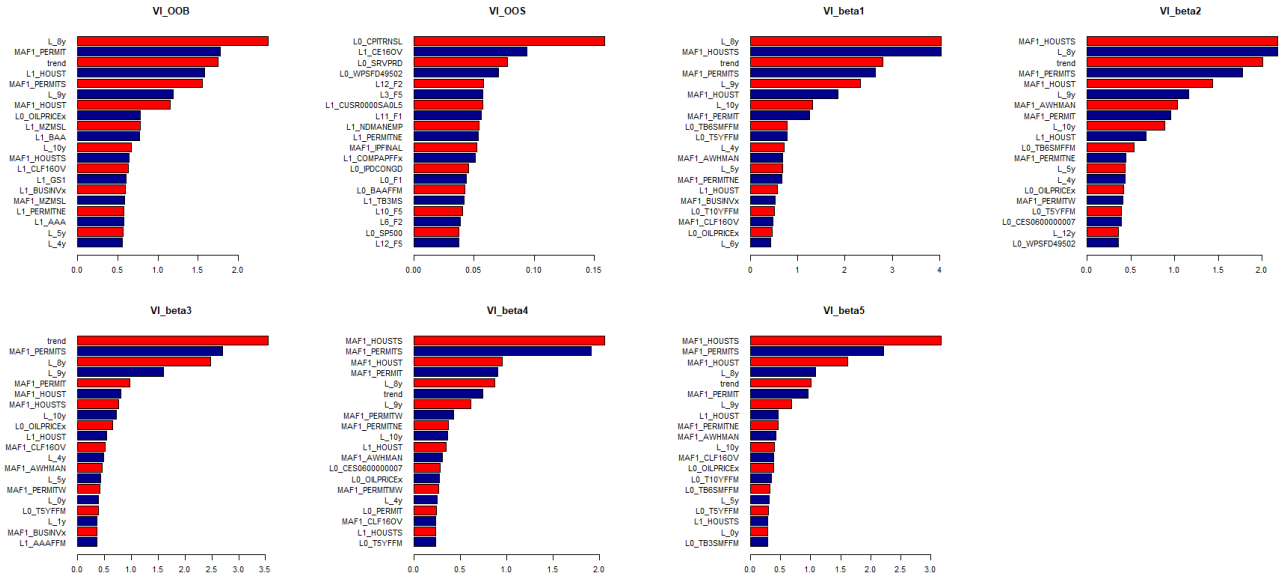 VI_OOB
L_8y
MAF1_PERMIT
trend
L1_HOUST
MAF1_PERMITS
L_9y
MAF1_HOUST
L0_OILPRICEx
L1_MZMSL
L1_BAA
L_10y
MAF1_HOUSTS
L1_CLF16OV
L1_GS1
L1_BUSINVx
MAF1_MZMSL
L1_PERMITNE
L1_AAA
L_5y
L_4y
0.0 0.5 1.0 1.5 2.0
VI_OOS
L0_CPITRNSL
L1_CE16OV
L0_SRVPRD
L0_WPSFD49502
L12_F2
L3_F5
L1_CUSR0000SA0L5
L11_F1
L1_NDMANEMP
L1_PERMITNE
MAF1_IPFINAL
L1_COMPAPFFx
L0_IPDCONGD
L0_F1
L0_BAAFFM
L1_TB3MS
L10_F5
L6_F2
L0_SP500
L12_F5
0.00 0.05 0.10 0.15
VI_beta1
L_8y
MAF1_HOUSTS
trend
MAF1_PERMITS
L_9y
MAF1_HOUST
L_10y
MAF1_PERMIT
L0_TB6SMFFM
L0_T5YFFM
L_4y
MAF1_AWHMAN
L_5y
MAF1_PERMITNE
L1_HOUST
MAF1_BUSINVx
L0_T10YFFM
MAF1_CLF16OV
L0_OILPRICEx
L_6y
0 1 2 3 4
VI_beta2
MAF1_HOUSTS
L_8y
trend
MAF1_PERMITS
MAF1_HOUST
L_9y
MAF1_AWHMAN
MAF1_PERMIT
L_10y
L1_HOUST
L0_TB6SMFFM
MAF1_PERMITNE
L_5y
L_4y
L0_OILPRICEx
MAF1_PERMITW
L0_T5YFFM
L0_CES0600000007
L_12y
L0_WPSFD49502
0.0 0.5 1.0 1.5 2.0
VI_beta3
trend
MAF1_PERMITS
L_8y
L_9y
MAF1_PERMIT
MAF1_HOUST
MAF1_HOUSTS
L_10y
L0_OILPRICEx
L1_HOUST
MAF1_CLF16OV
L_4y
MAF1_AWHMAN
L_5y
MAF1_PERMITW
L_0y
L0_T5YFFM
L_1y
MAF1_BUSINVx
L1_AAAFFM
0.0 0.5 1.0 1.5 2.0 2.5 3.0 3.5
VI_beta4
MAF1_HOUSTS
MAF1_PERMITS
MAF1_HOUST
MAF1_PERMIT
L_8y
trend
L_9y
MAF1_PERMITW
MAF1_PERMITNE
L_10y
L1_HOUST
MAF1_AWHMAN
L0_CES0600000007
L0_OILPRICEx
MAF1_PERMITMW
L_4y
L0_PERMIT
MAF1_CLF16OV
L1_HOUSTS
L0_T5YFFM
0.0 0.5 1.0 1.5 2.0
VI_beta5
MAF1_HOUSTS
MAF1_PERMITS
MAF1_HOUST
L_8y
trend
MAF1_PERMIT
L_9y
L1_HOUST
MAF1_PERMITNE
MAF1_AWHMAN
L_10y
MAF1_CLF16OV
L0_OILPRICEx
L0_T10YFFM
L0_TB6SMFFM
L_5y
L0_T5YFFM
L1_HOUSTS
L_0y
L0_TB3SMFFM
0.0 0.5 1.0 1.5 2.0 2.5 3.0